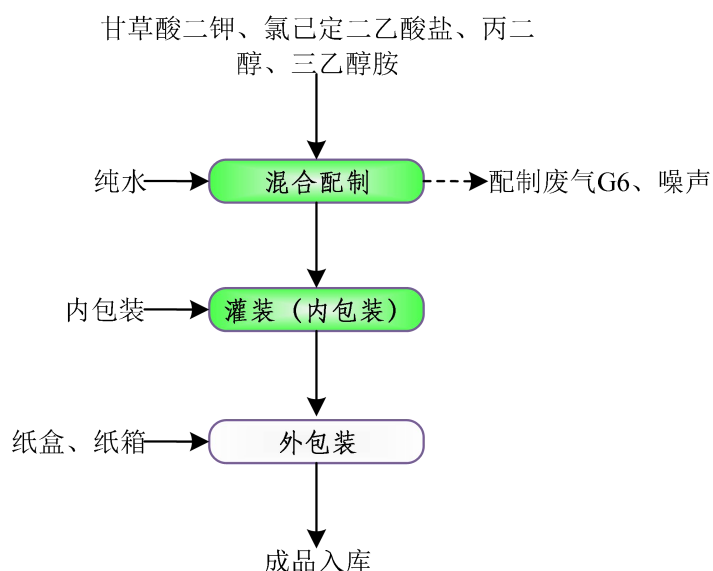 甘草酸二钾、氯己定二乙酸盐、丙二
醇、三乙醇胺
纯水
混合配制
配制废气G6、噪声
内包装
灌装（内包装）
纸盒、纸箱
外包装
成品入库